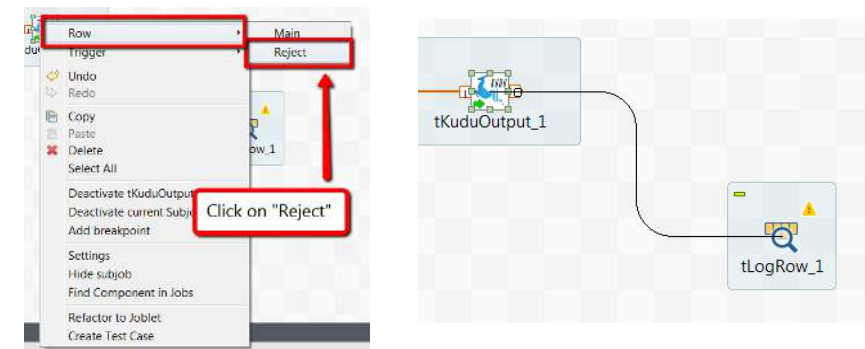 Row
Main
Trigger
Reject
Undo
Redo
Copy
Paste
Delete
ow_1
Select All
Deactivate tKuduOutput
Deactivate current Subj
Click on "Reject"
Add breakpoint
Settings
Hide subjob
Find Component in Jobs
Refactor to Joblet
Create Test Case
tKuduOutput_1
tLogRow_1